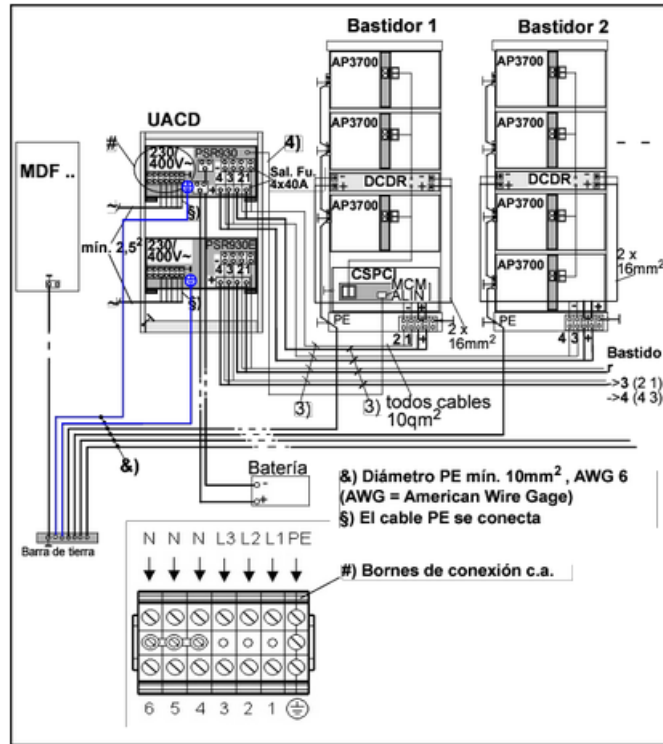 Bastidor 1
Bastidor 2
AP3700
AP3700
UACD
AP3700
AP3700
#
230/
400V~
PSR930
4)
Sal. Fu.
4x40A
4 3 2 1
MDF ..
DCDR
DCDR
§)
AP3700
AP3700
mín. 2,5²
230/
400V~
PSR930E
4 3 2 1
§)
CSPCI
MCM
ALIN
AP3700
2 x
16mm²
PE
2 1
2 x
16mm²
PE
4 3
Bastido
r
->3 (2 1)
->4 (4 3)
3)
3)
todos cables
10qm²
&)
Batería
-
+
&) Diámetro PE mín. 10mm² , AWG 6
(AWG = American Wire Gage)
§) El cable PE se conecta
Barra de tierra
N N N L3 L2 L1 PE
#) Bornes de conexión c.a.
6 5 4 3 2 1